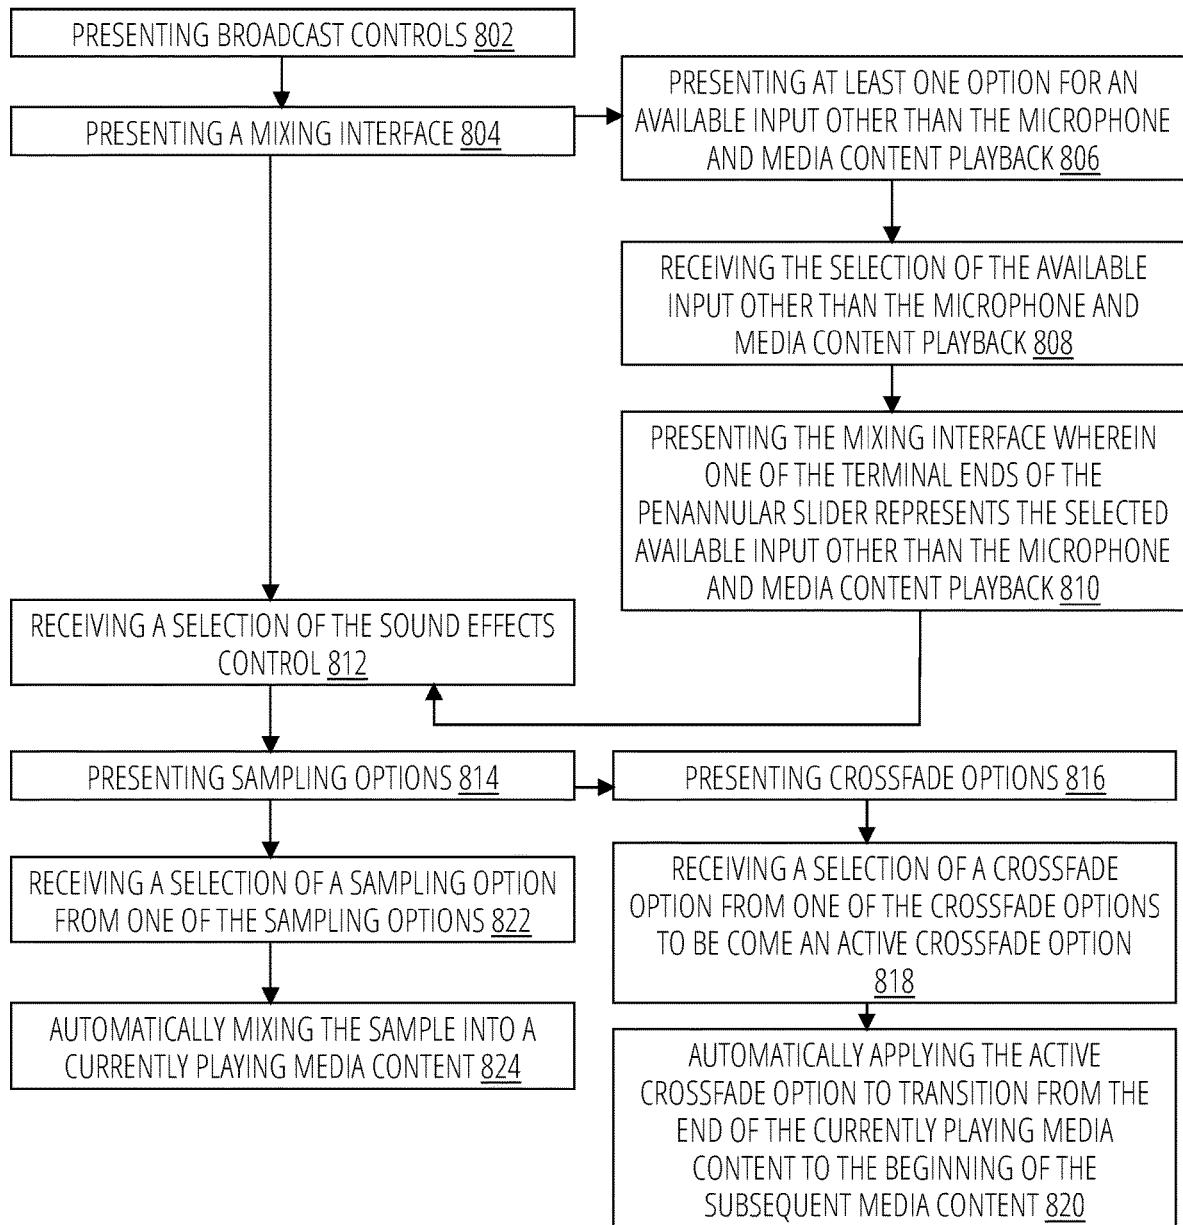 PRESENTING BROADCAST CONTROLS 802
PRESENTING A MIXING INTERFACE 804
PRESENTING AT LEAST ONE OPTION FOR AN
AVAILABLE INPUT OTHER THAN THE MICROPHONE
AND MEDIA CONTENT PLAYBACK 806
RECEIVING THE SELECTION OF THE AVAILABLE
INPUT OTHER THAN THE MICROPHONE AND
MEDIA CONTENT PLAYBACK 808
PRESENTING THE MIXING INTERFACE WHEREIN
ONE OF THE TERMINAL ENDS OF THE
PENANNULAR SLIDER REPRESENTS THE SELECTED
AVAILABLE INPUT OTHER THAN THE MICROPHONE
AND MEDIA CONTENT PLAYBACK 810
RECEIVING A SELECTION OF THE SOUND EFFECTS
CONTROL 812
PRESENTING SAMPLING OPTIONS 814
PRESENTING CROSSFADE OPTIONS 816
RECEIVING A SELECTION OF A CROSSFADE
OPTION FROM ONE OF THE CROSSFADE OPTIONS
TO BE COME AN ACTIVE CROSSFADE OPTION
818
AUTOMATICALLY APPLYING THE ACTIVE
CROSSFADE OPTION TO TRANSITION FROM THE
END OF THE CURRENTLY PLAYING MEDIA
CONTENT TO THE BEGINNING OF THE
SUBSEQUENT MEDIA CONTENT 820
RECEIVING A SELECTION OF A SAMPLING OPTION
FROM ONE OF THE SAMPLING OPTIONS 822
AUTOMATICALLY MIXING THE SAMPLE INTO A
CURRENTLY PLAYING MEDIA CONTENT 824